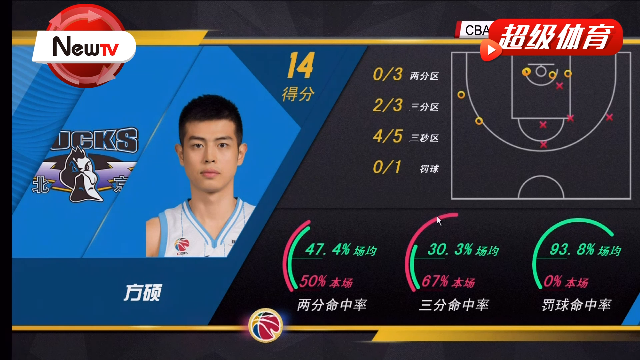 NEWTV
CBA
超级体育
UCKS
北京
14
得分
0/3 两分区
2/3 三分区
4/5 三秒区
0/1 罚球
方硕
47.4% 场均
50% 本场
两分命中率
30.3% 场均
67% 本场
三分命中率
93.8% 场均
0% 本场
罚球命中率